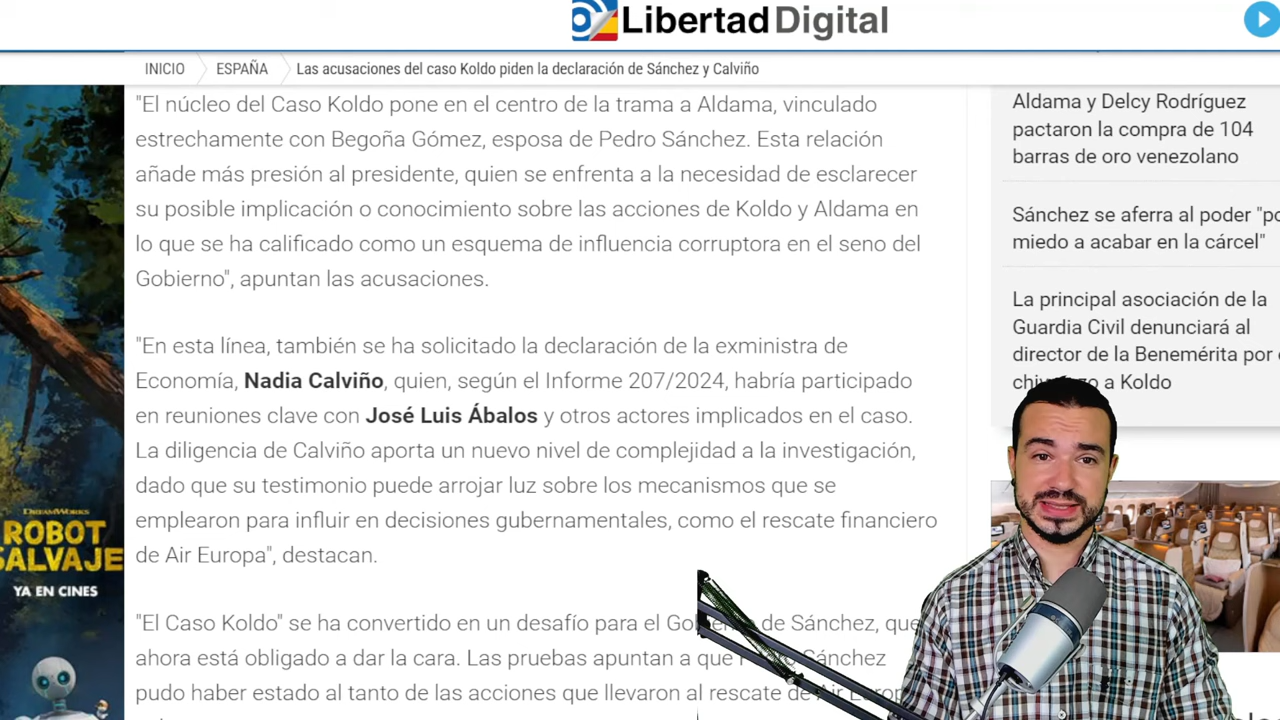 Libertad Digital
INICIO
ESPAÑA
Las acusaciones del caso Koldo piden la declaración de Sánchez y Calviño
"El núcleo del Caso Koldo pone en el centro de la trama a Aldama, vinculado
estrechamente con Begoña Gómez, esposa de Pedro Sánchez. Esta relación
añade más presión al presidente, quien se enfrenta a la necesidad de esclarecer
su posible implicación o conocimiento sobre las acciones de Koldo y Aldama en
lo que se ha calificado como un esquema de influencia corruptora en el seno del
Gobierno", apuntan las acusaciones.
"En esta línea, también se ha solicitado la declaración de la exministra de
Economía, Nadia Calviño, quien, según el Informe 207/2024, habría participado
en reuniones clave con José Luis Ábalos y otros actores implicados en el caso.
La diligencia de Calviño aporta un nuevo nivel de complejidad a la investigación,
dado que su testimonio puede arrojar luz sobre los mecanismos que se
emplearon para influir en decisiones gubernamentales, como el rescate financiero
de Air Europa", destacan.
"El Caso Koldo" se ha convertido en un desafío para el de Sánchez, que
ahora está obligado a dar la cara. Las pruebas apuntan a que Sánchez
pudo haber estado al tanto de las acciones que llevaron al rescate de Air
Aldama y Delcy Rodríguez
pactaron la compra de 104
barras de oro venezolano
Sánchez se aferra al poder
miedo a acabar en la cárcel"
La principal asociación de la
Guardia Civil denunciará al
director de la Benemérita por
a Koldo
DREAMWORKS
ROBOT
SALVAJE
YA EN CINES